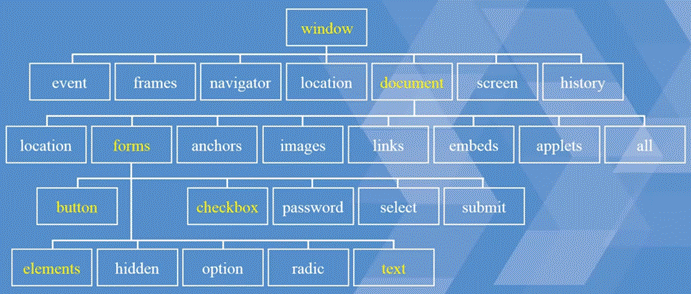 window
event frames navigator location document screen history
location forms anchors images links embeds applets all
button checkbox password select submit
elements hidden option radic text